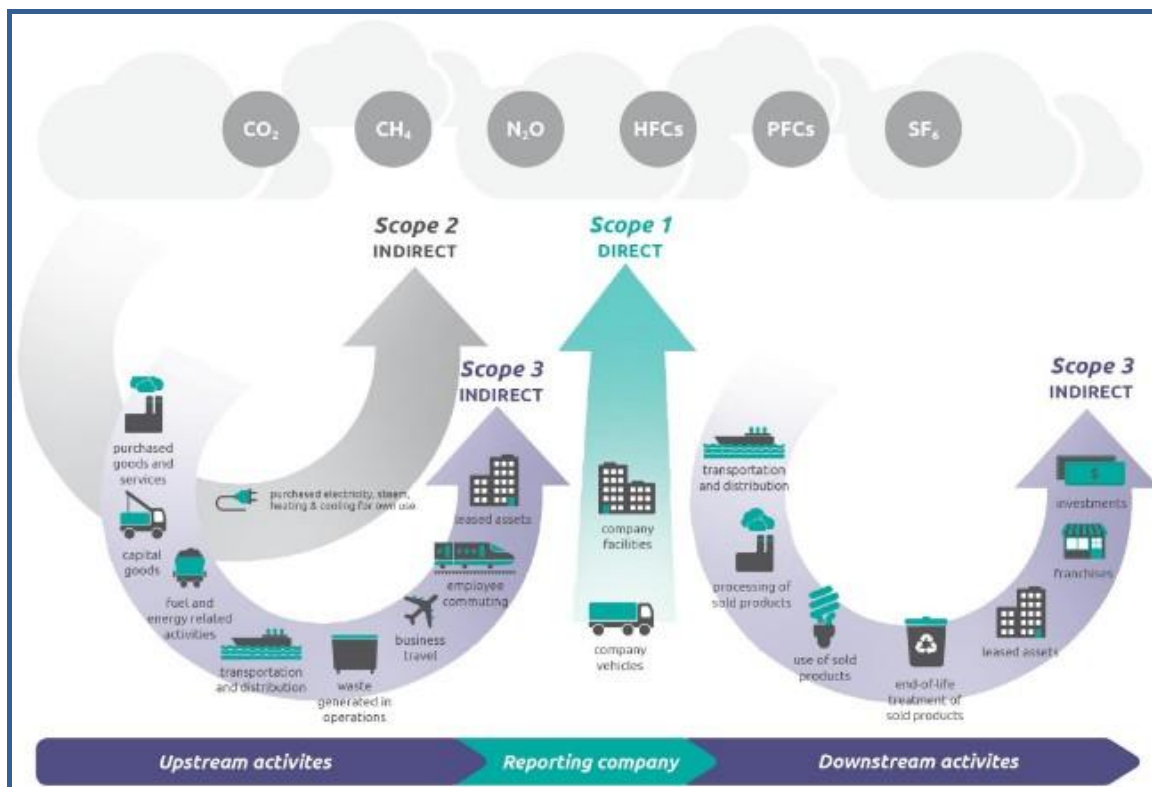 CO₂
CH₄
N₂O
HFCs
PFCs
SF₆
Scope 2
INDIRECT
Scope 1
DIRECT
Scope 3
INDIRECT
Scope 3
INDIRECT
purchased
goods and
services
capital
goods
fuel and
energy related
activities
transportation
and distribution
waste
generated in
operations
business
travel
employee
commuting
leased assets
purchased electricity, steam,
heating & cooling for own use
company
facilities
company
vehicles
transportation
and distribution
processing of
sold products
use of sold
products
end-of-life
treatment of
sold products
leased assets
franchises
$
investments
Upstream activites
Reporting company
Downstream activites